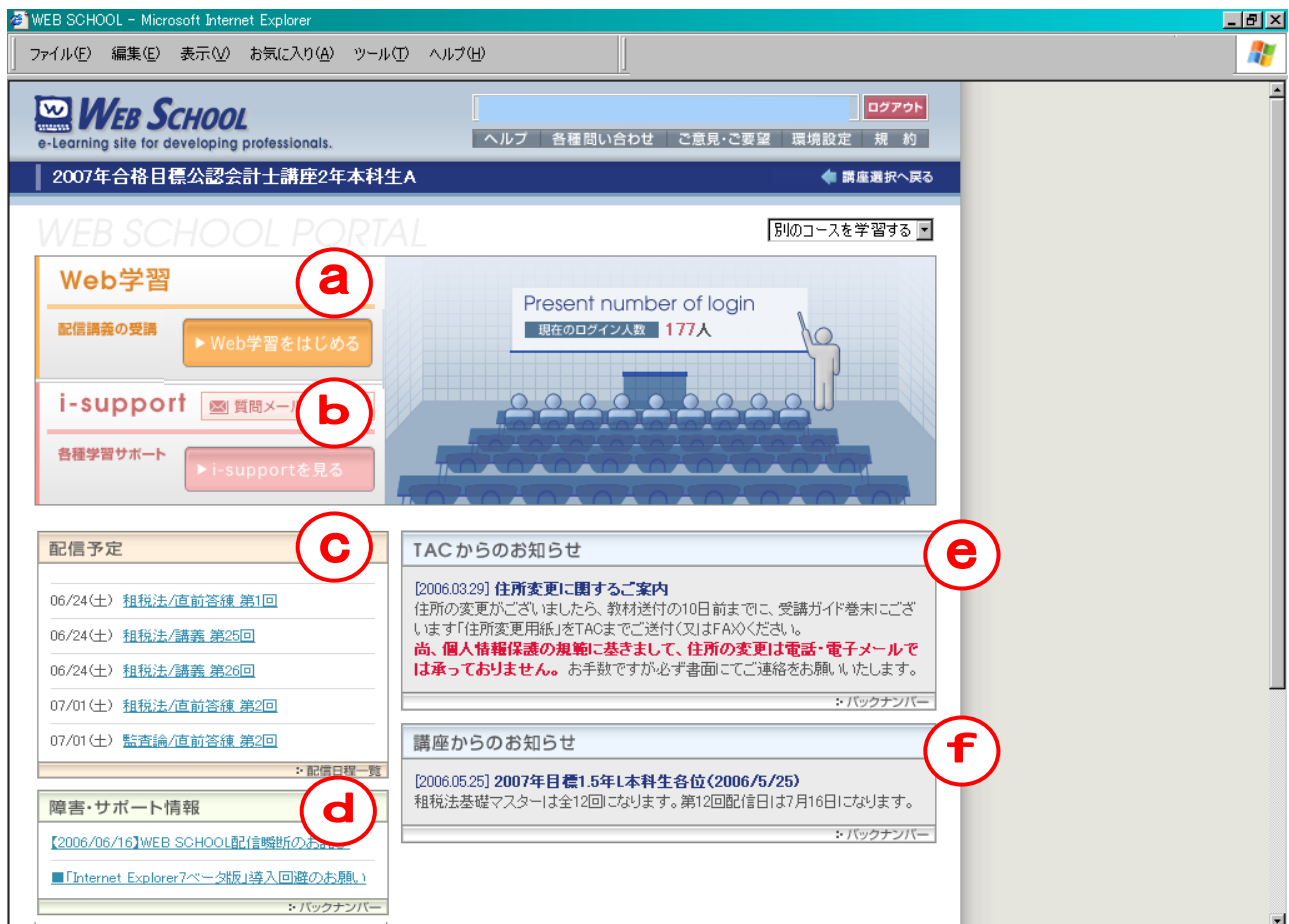 WEB SCHOOL - Microsoft Internet Explorer
ファイル(F) 編集(E) 表示(V) お気に入り(A) ツール(T) ヘルプ(H)
WEB SCHOOL
e-Learning site for developing professionals.
ログアウト
ヘルプ 各種問い合わせ ご意見・ご要望 環境設定 規 約
2007年合格目標公認会計士講座2年本科生A
講座選択へ戻る
WEB SCHOOL PORTAL
別のコースを学習する
Web学習
a
配信講義の受講
Web学習をはじめる
Present number of login
現在のログイン人数 177人
i-support
質問メール
b
各種学習サポート
i-supportを見る
配信予定
c
06/24(土) 租税法/直前答練 第1回
06/24(土) 租税法/講義 第25回
06/24(土) 租税法/講義 第26回
07/01(土) 租税法/直前答練 第2回
07/01(土) 監査論/直前答練 第2回
配信日程一覧
障害・サポート情報
d
【2006/06/16】WEB SCHOOL配信瞬断のお
■「Internet Explorer7ベータ版」導入回避のお願い
バックナンバー
TACからのお知らせ
e
[2006.03.29] 住所変更に関するご案内
住所の変更がございましたら、教材送付の10日前までに、受講ガイド巻末にござ
います「住所変更用紙」をTACまでご送付(又はFAX)ください。
尚、個人情報保護の規範に基きまして、住所の変更は電話・電子メールで
は承っておりません。お手数ですが必ず書面にてご連絡をお願いいたします。
バックナンバー
講座からのお知らせ
f
[2006.05.25] 2007年目標1.5年L本科生各位(2006/5/25)
租税法基礎マスターは全12回になります。第12回配信日は7月16日になります。
バックナンバー